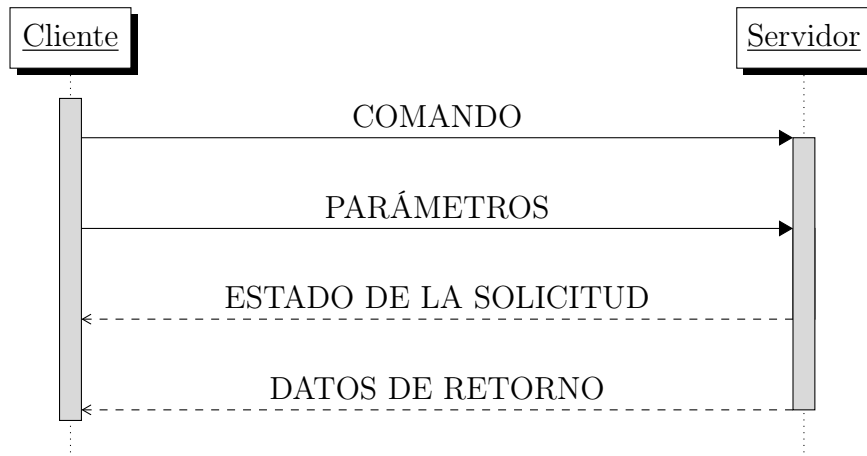 Cliente
Servidor
COMANDO
PARÁMETROS
ESTADO DE LA SOLICITUD
DATOS DE RETORNO